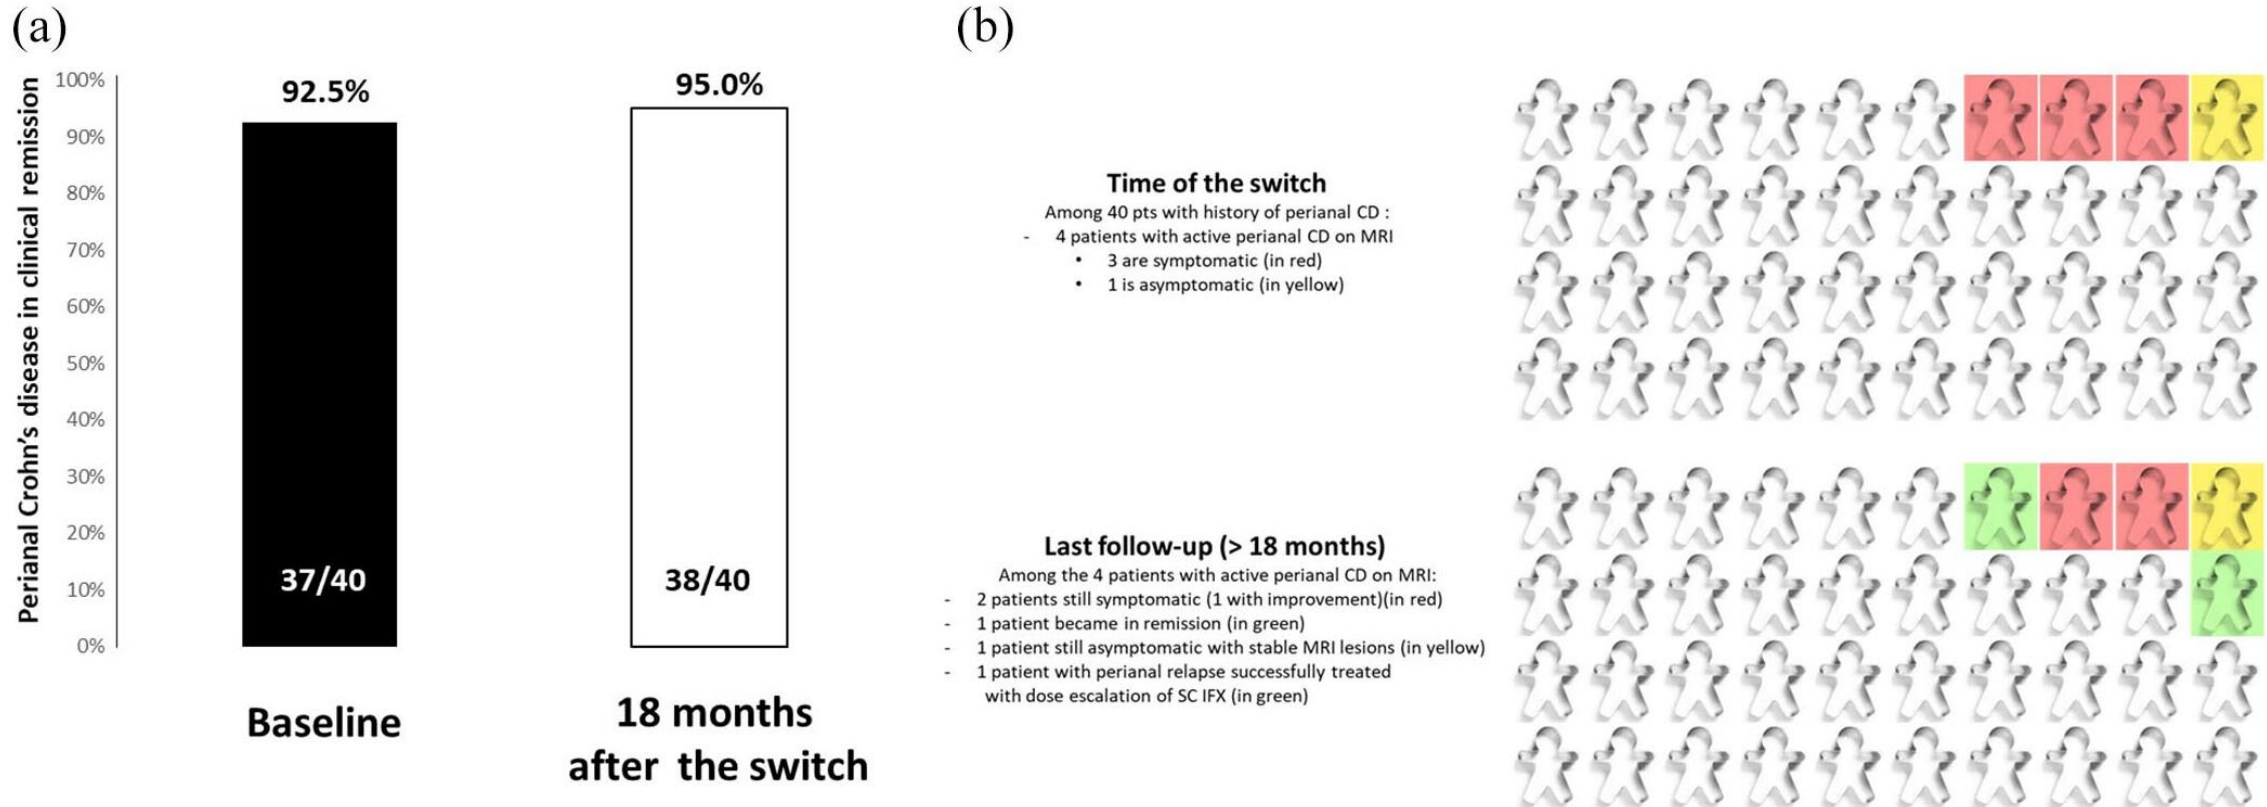 (a)
Perianal Crohn's disease in clinical remission
100%
90%
80%
70%
60%
50%
40%
30%
20%
10%
0%
92.5%
37/40
Baseline
95.0%
38/40
18 months
after the switch
(b)
Time of the switch
Among 40 pts with history of perianal CD :
- 4 patients with active perianal CD on MRI
• 3 are symptomatic (in red)
• 1 is asymptomatic (in yellow)
Last follow-up (> 18 months)
Among the 4 patients with active perianal CD on MRI:
- 2 patients still symptomatic (1 with improvement)(in red)
- 1 patient became in remission (in green)
- 1 patient still asymptomatic with stable MRI lesions (in yellow)
- 1 patient with perianal relapse successfully treated
with dose escalation of SC IFX (in green)